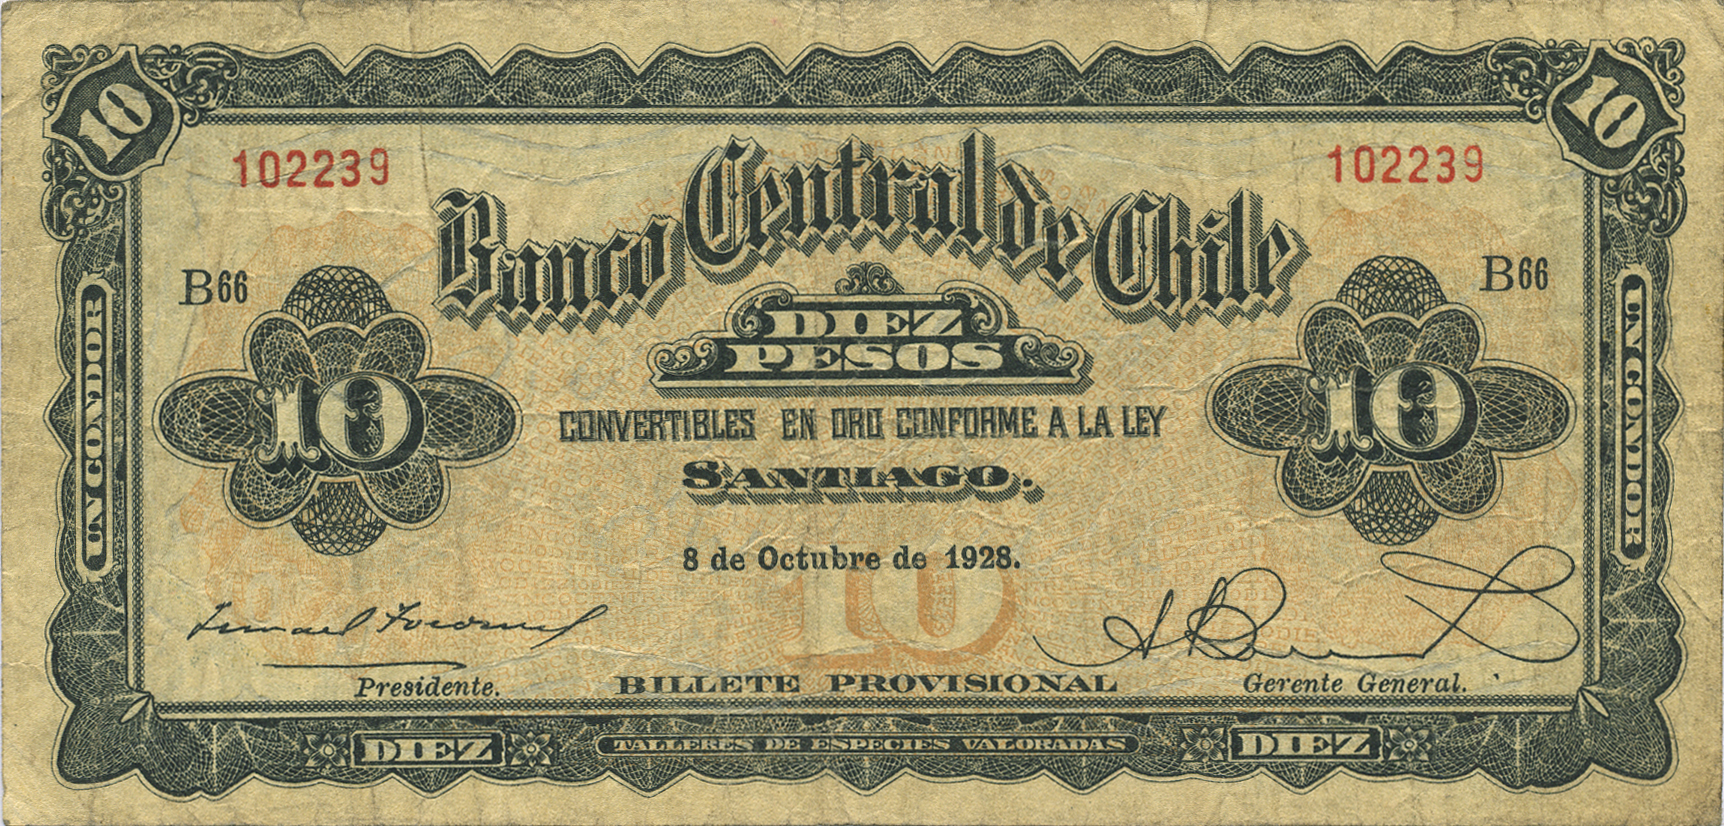 10 10
102239 102239
Banco Central de Chile
B66 B66
DIEZ
PESOS
UN CONDOR UN CONDOR
10 10
CONVERTIBLES EN ORO CONFORME A LA LEY
SANTIAGO.
8 de Octubre de 1928.
10
Presidente. BILLETE PROVISIONAL Gerente General.
DIEZ TALLERES DE ESPECIES VALORADAS DIEZ